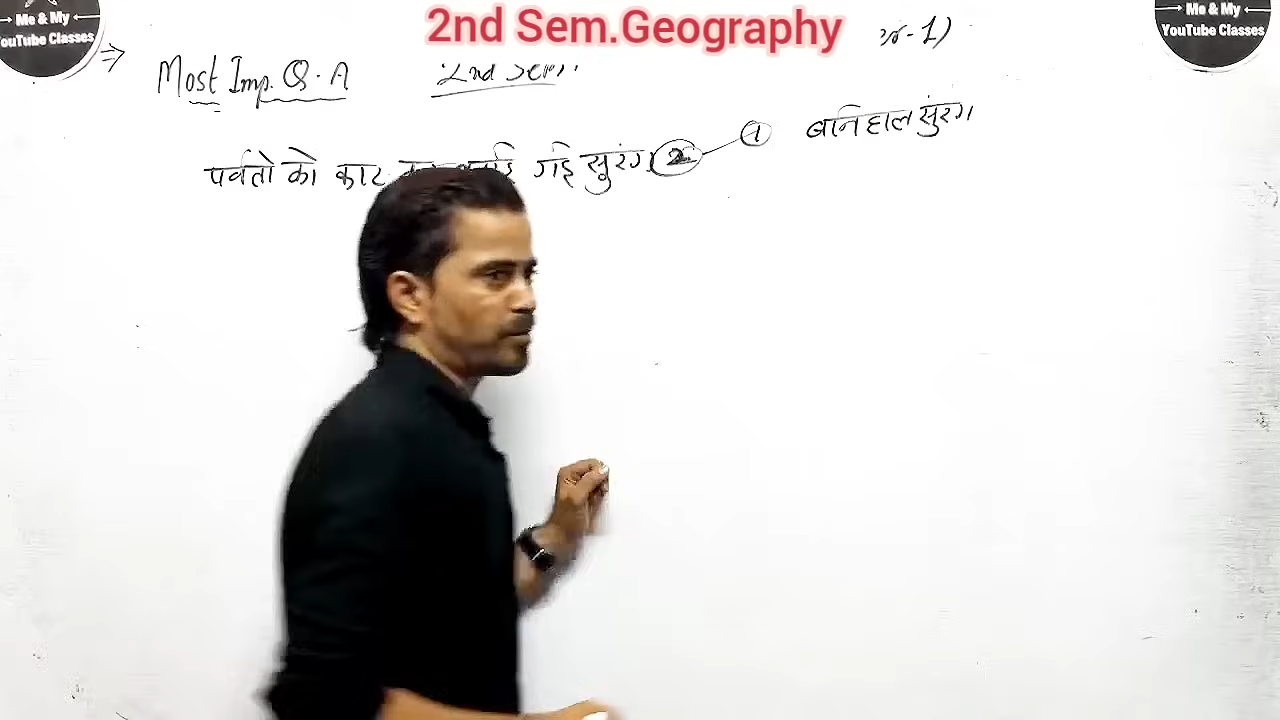 Me & My
YouTube Classes
2nd Sem.Geography
Me & My
YouTube Classes
Most Imp. Q. A
2nd Sem.
पर्वतो को काट गई सुरंग 2
1 बनिहाल सुरंग